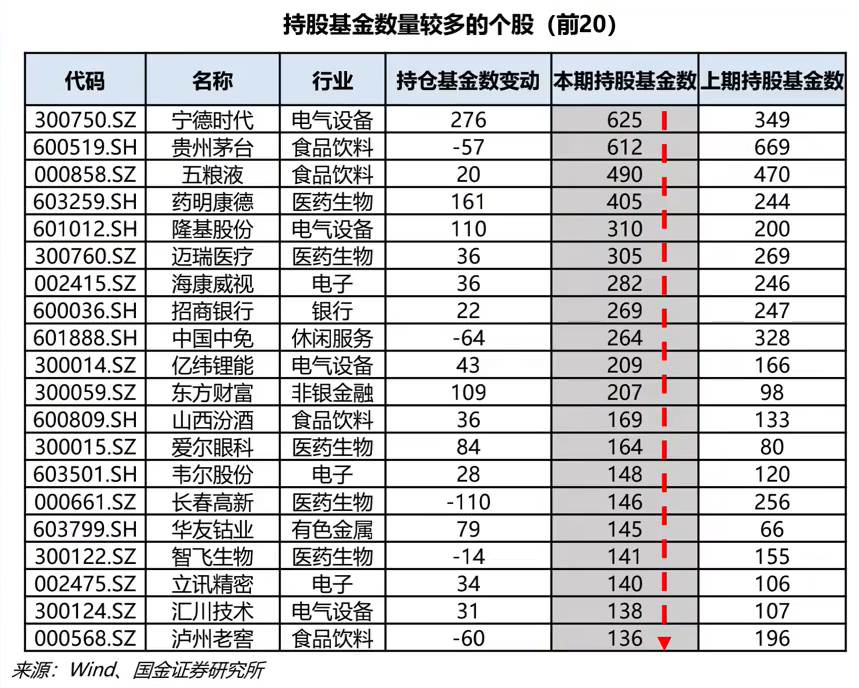 持股基金数量较多的个股（前20）
代码 名称 行业 持仓基金数变动 本期持股基金数 上期持股基金数
300750.SZ 宁德时代 电气设备 276 625 349
600519.SH 贵州茅台 食品饮料 -57 612 669
000858.SZ 五粮液 食品饮料 20 490 470
603259.SH 药明康德 医药生物 161 405 244
601012.SH 隆基股份 电气设备 110 310 200
300760.SZ 迈瑞医疗 医药生物 36 305 269
002415.SZ 海康威视 电子 36 282 246
600036.SH 招商银行 银行 22 269 247
601888.SH 中国中免 休闲服务 -64 264 328
300014.SZ 亿纬锂能 电气设备 43 209 166
300059.SZ 东方财富 非银金融 109 207 98
600809.SH 山西汾酒 食品饮料 36 169 133
300015.SZ 爱尔眼科 医药生物 84 164 80
603501.SH 韦尔股份 电子 28 148 120
000661.SZ 长春高新 医药生物 -110 146 256
603799.SH 华友钴业 有色金属 79 145 66
300122.SZ 智飞生物 医药生物 -14 141 155
002475.SZ 立讯精密 电子 34 140 106
300124.SZ 汇川技术 电气设备 31 138 107
000568.SZ 泸州老窖 食品饮料 -60 136 196
来源：Wind、国金证券研究所